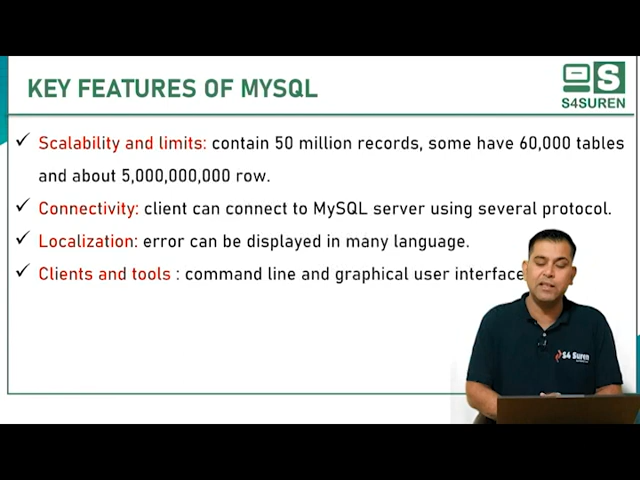 KEY FEATURES OF MYSQL
S4SUREN
✓ Scalability and limits: contain 50 million records, some have 60,000 tables
and about 5,000,000,000 row.
✓ Connectivity: client can connect to MySQL server using several protocol.
✓ Localization: error can be displayed in many language.
✓ Clients and tools : command line and graphical user interface
S4 Suren